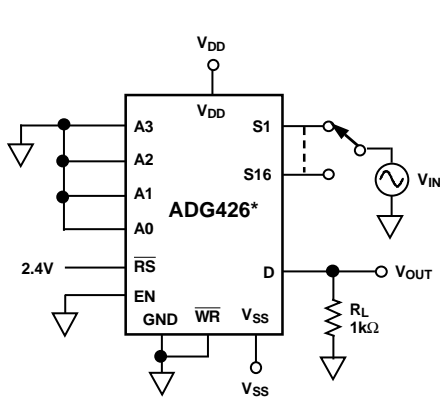 VDD
VDD
A3
S1
A2
S16
A1
VIN
A0
ADG426*
2.4V
RS
D
VOUT
EN
RL
1kΩ
GND
WR
VSS
VSS